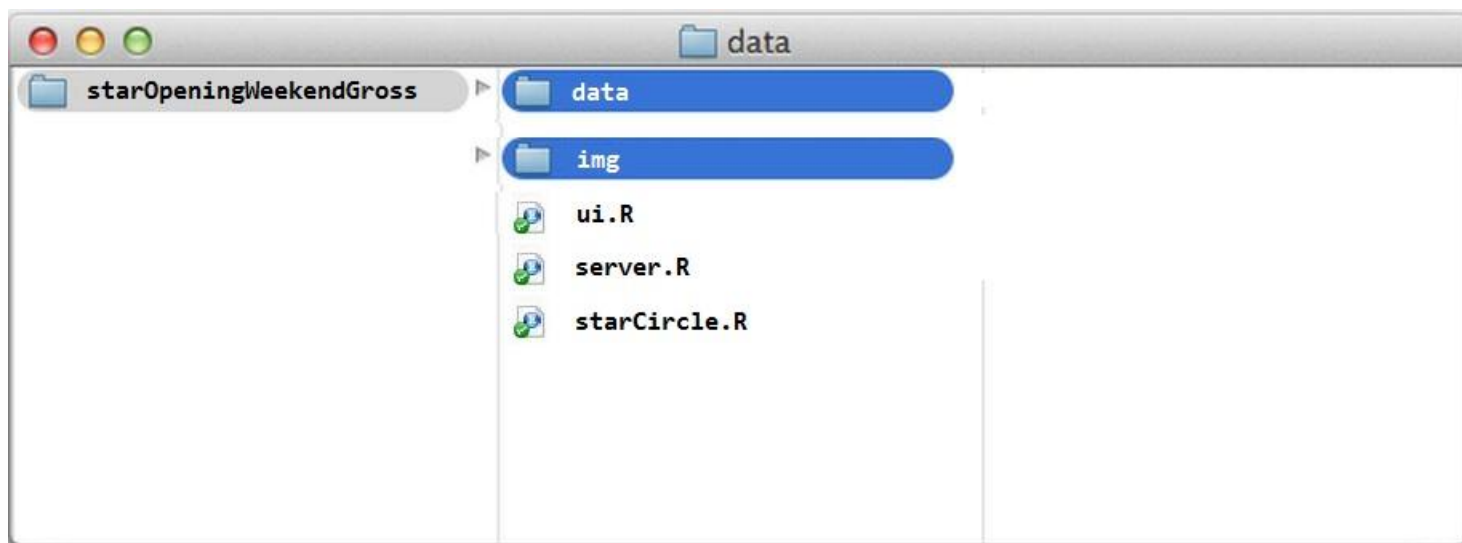 data
starOpeningWeekendGross
data
img
ui.R
server.R
starCircle.R